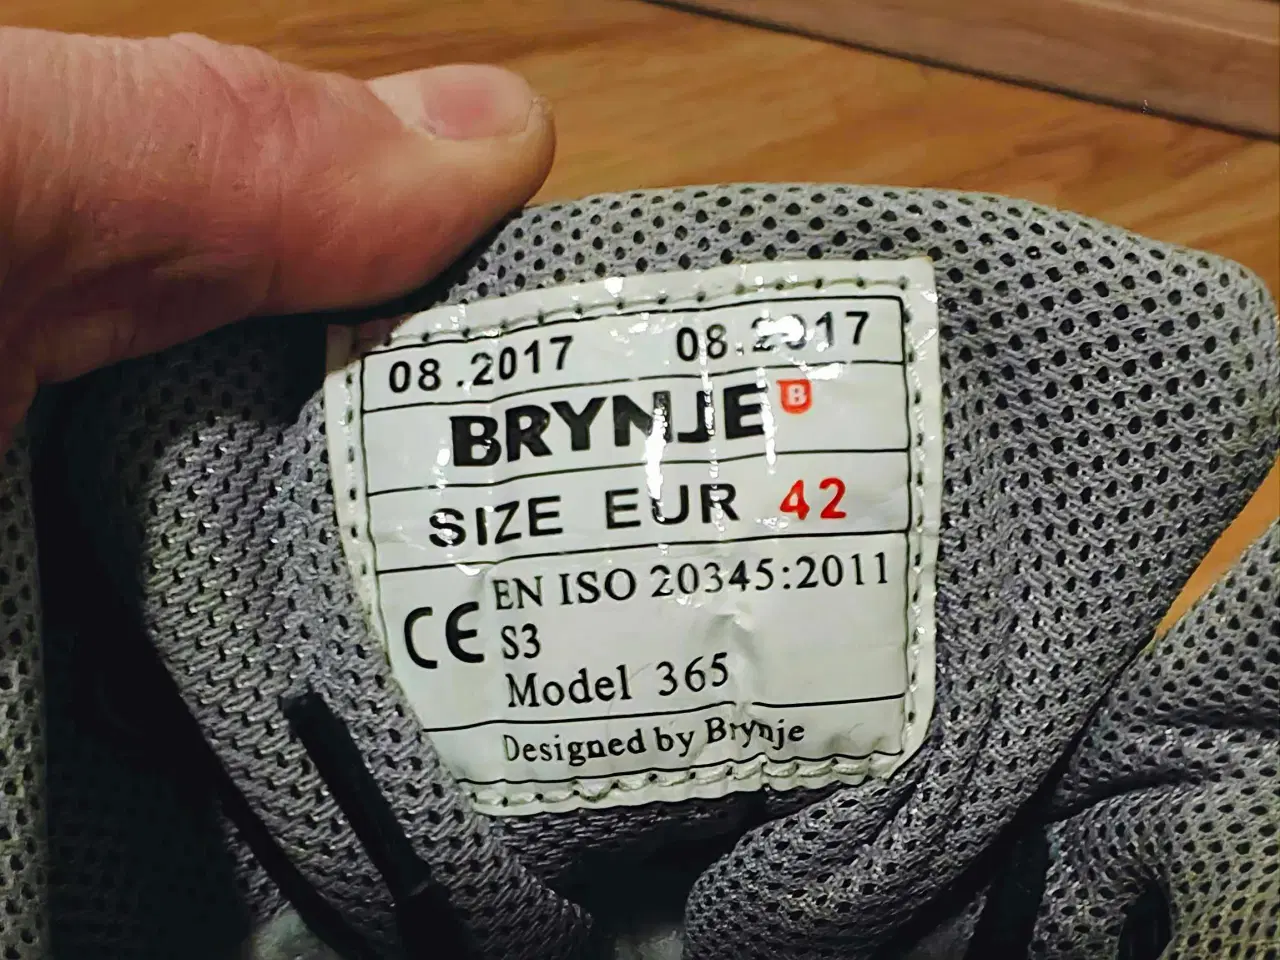 08.2017 08.2017
BRYNJE B
SIZE EUR 42
CE EN ISO 20345:2011
S3
Model 365
Designed by Brynje